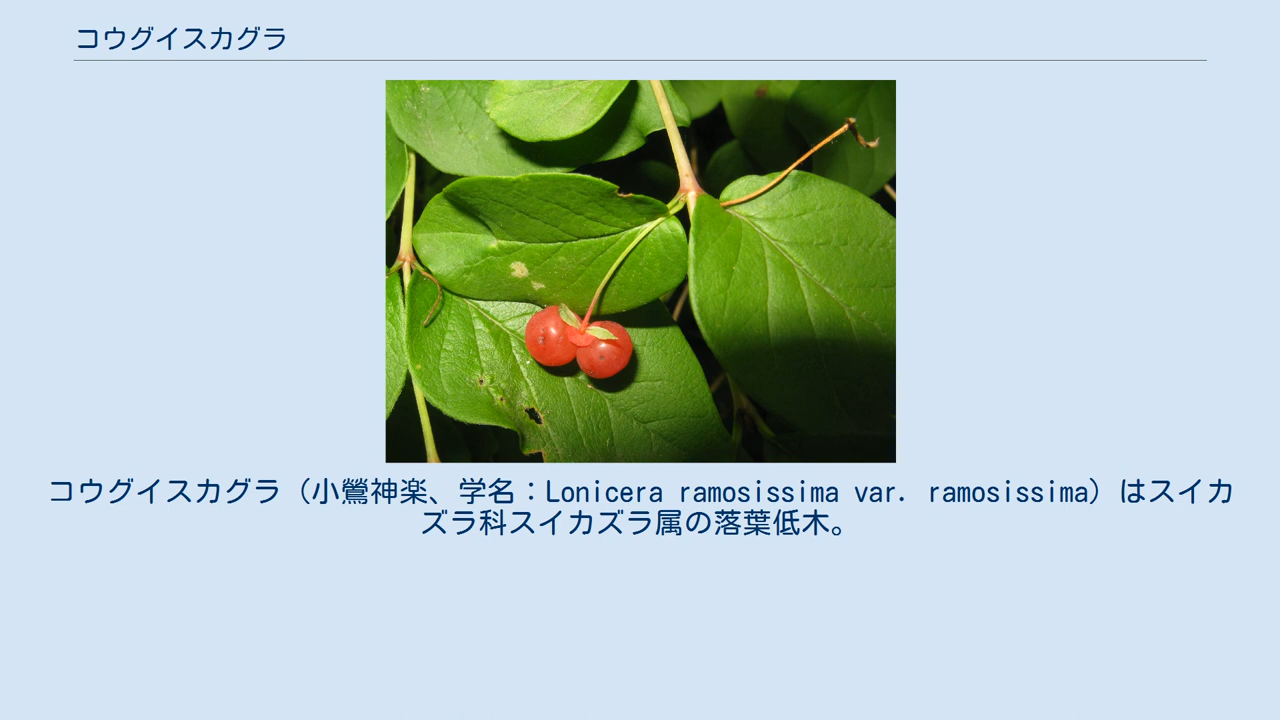 コウグイスカグラ
コウグイスカグラ（小鶯神楽、学名：Lonicera ramosissima var. ramosissima）はスイカ
ズラ科スイカズラ属の落葉低木。